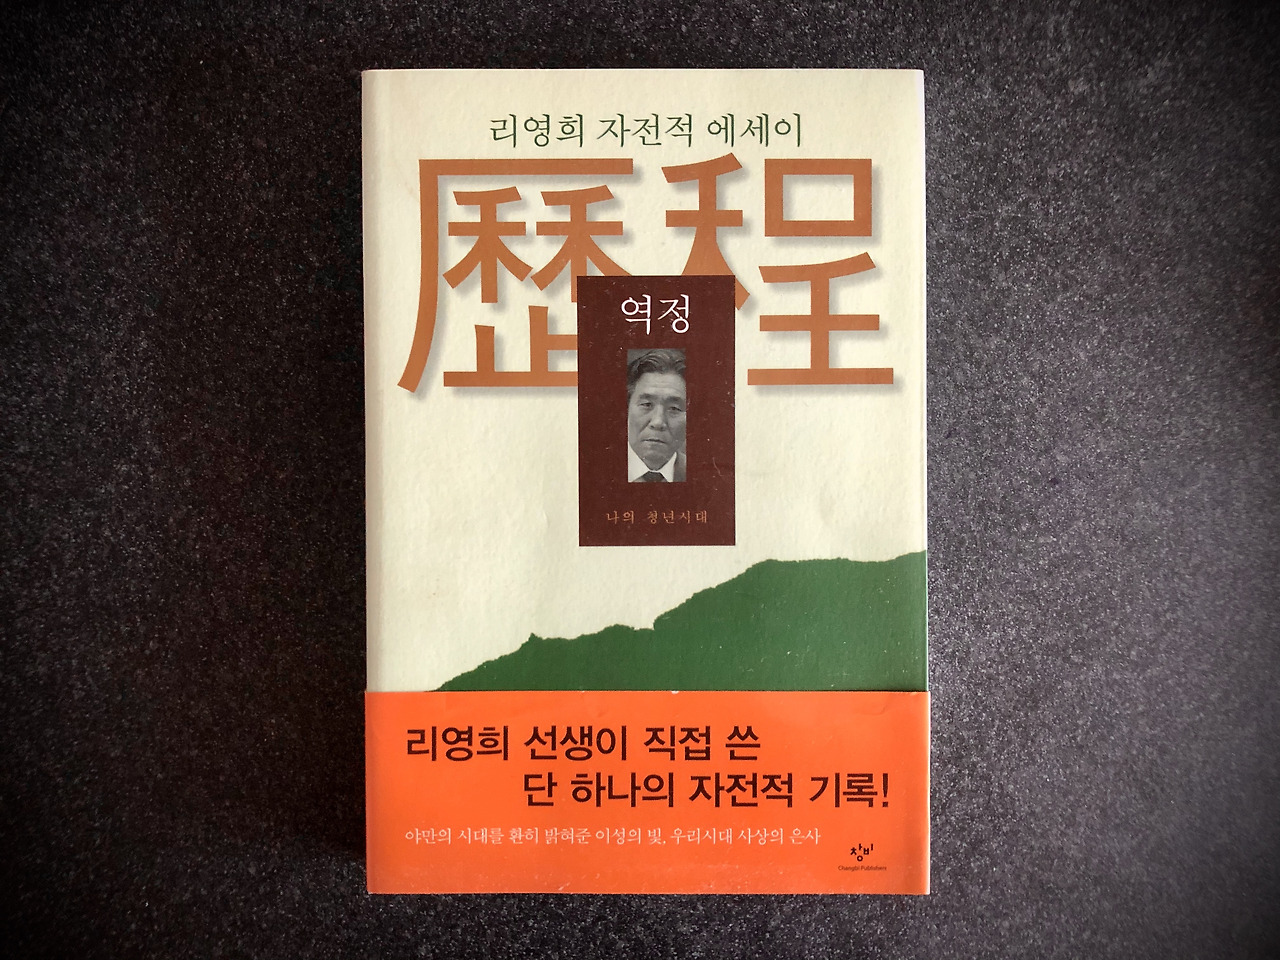 리영희 자전적 에세이
歷程
역정
나의 청년시대
리영희 선생이 직접 쓴
단 하나의 자전적 기록!
야만의 시대를 환히 밝혀준 이성의 빛, 우리시대 사상의 은사
창비
Changbi Publishers